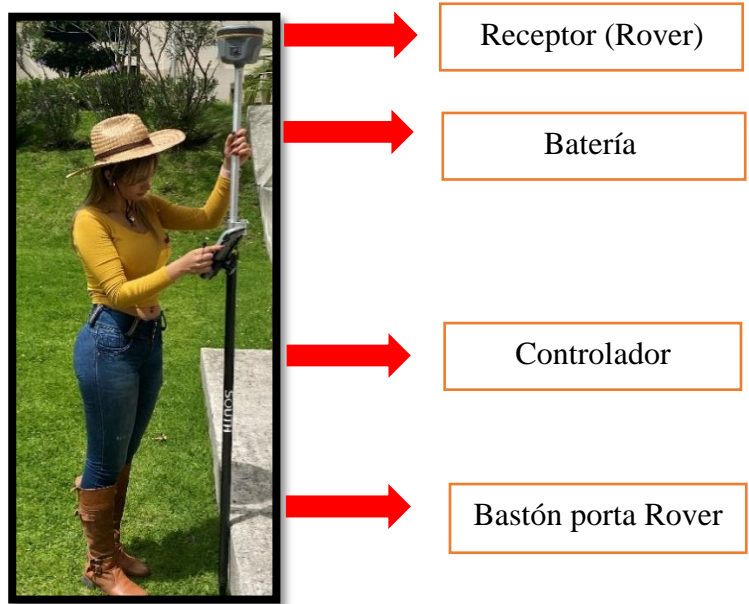 Receptor (Rover)
Batería
Controlador
SOUTH
Bastón porta Rover